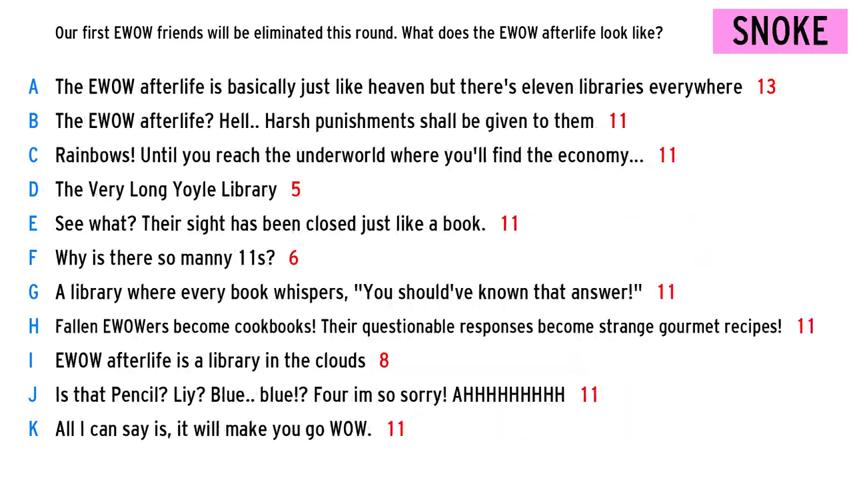 Our first EWOW friends will be eliminated this round. What does the EWOW afterlife look like?
SNOKE
A The EWOW afterlife is basically just like heaven but there's eleven libraries everywhere 13
B The EWOW afterlife? Hell.. Harsh punishments shall be given to them 11
C Rainbows! Until you reach the underworld where you'll find the economy... 11
D The Very Long Yoyle Library 5
E See what? Their sight has been closed just like a book. 11
F Why is there so manny 11s? 6
G A library where every book whispers, "You should've known that answer!" 11
H Fallen EWOWers become cookbooks! Their questionable responses become strange gourmet recipes! 11
I EWOW afterlife is a library in the clouds 8
J Is that Pencil? Liy? Blue.. blue!? Four im so sorry! AHHHHHHHHH 11
K All I can say is, it will make you go WOW. 11